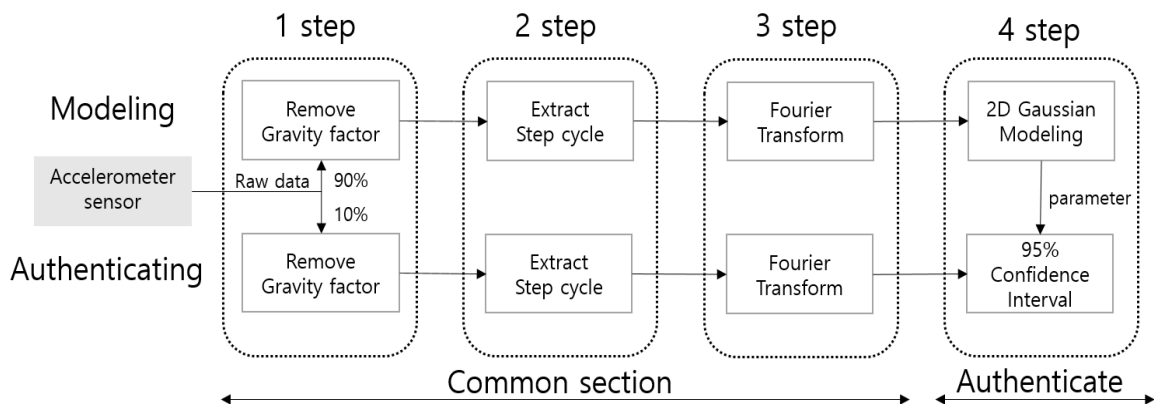 1 step
2 step
3 step
4 step
Modeling
Remove
Gravity factor
Extract
Step cycle
Fourier
Transform
2D Gaussian
Modeling
Accelerometer
sensor
Raw data
90%
10%
parameter
Authenticating
Remove
Gravity factor
Extract
Step cycle
Fourier
Transform
95%
Confidence
Interval
Common section
Authenticate